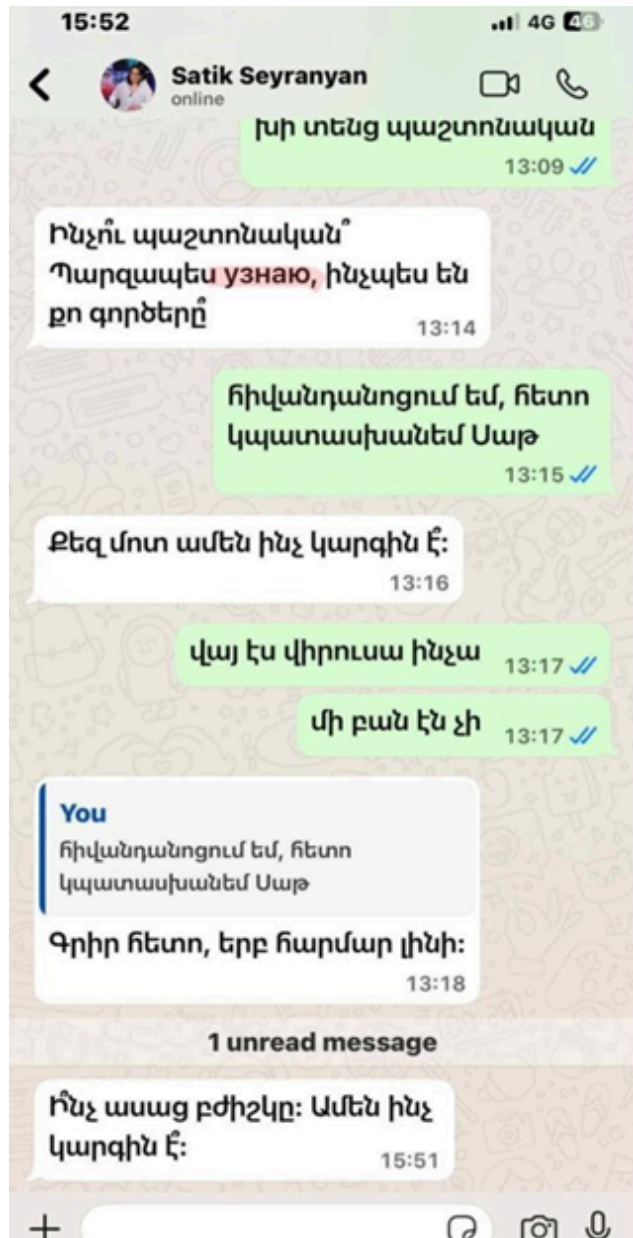 15:52
4G 46
Satik Seyranyan
online
խի տենց պաշտոնական
13:09
Ինչո՞ւ պաշտոնական՞
Պարզապես узнаю, ինչպես են
քո գործերը՞
13:14
հիվանդանոցում եմ, հետո
կպատասխանեմ Սաթ
13:15
Քեզ մոտ ամեն ինչ կարգին է՞:
13:16
վայ էս վիրուսա ինչա
13:17
մի բան էն չի
13:17
You
հիվանդանոցում եմ, հետո
կպատասխանեմ Սաթ
Գրիր հետո, երբ հարմար լինի:
13:18
1 unread message
Ի՞նչ ասաց բժիշկը: Ամեն ինչ
կարգին է՞:
15:51